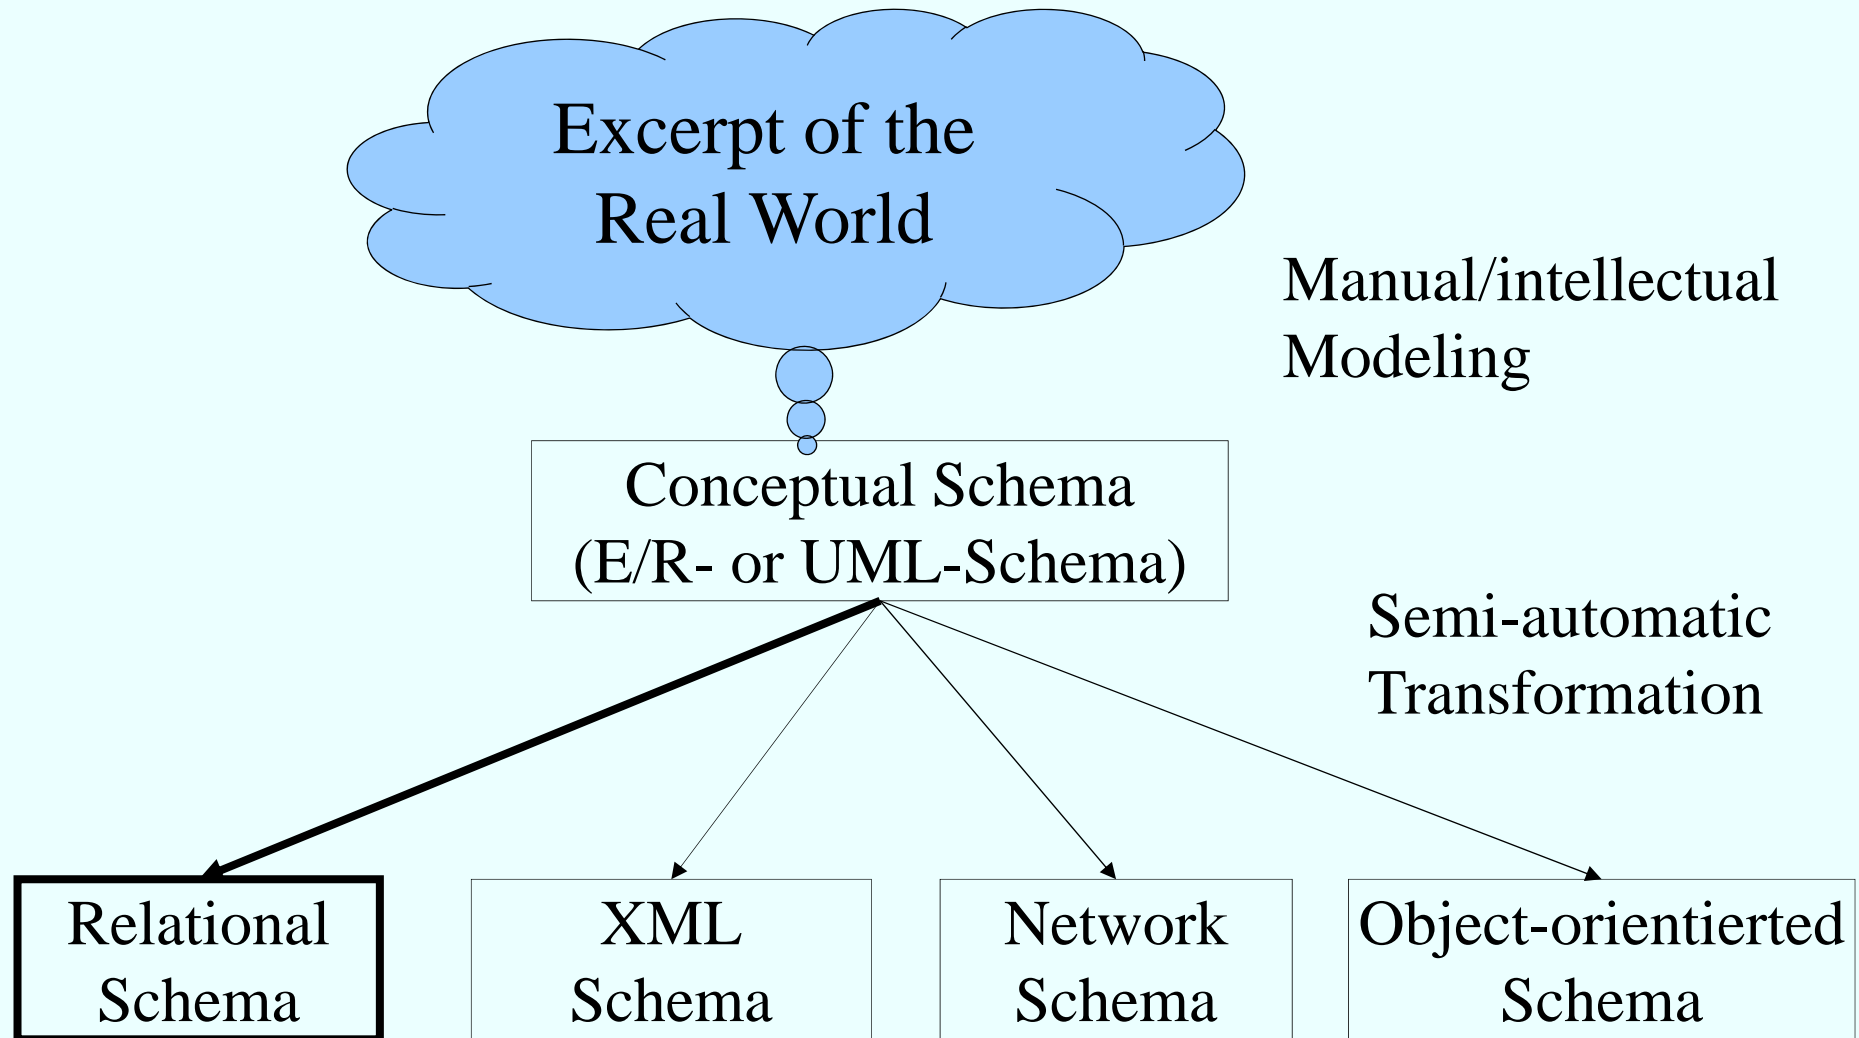 Excerpt of the
Real World
Manual/intellectual
Modeling
Conceptual Schema
(E/R- or UML-Schema)
Semi-automatic
Transformation
Relational
Schema
XML
Schema
Network
Schema
Object-orientierted
Schema